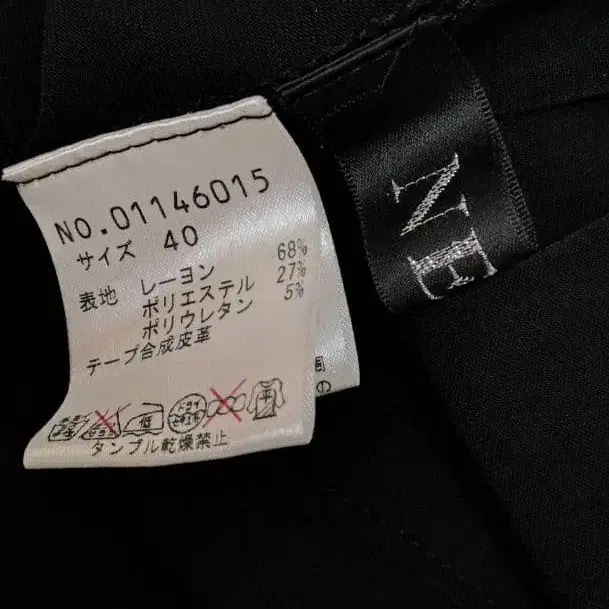 NO.01146015
サイズ 40
表地 レーヨン 68%
ポリエステル 27%
ポリウレタン 5%
テープ合成皮革
低
タンブル乾燥禁止
の
NE